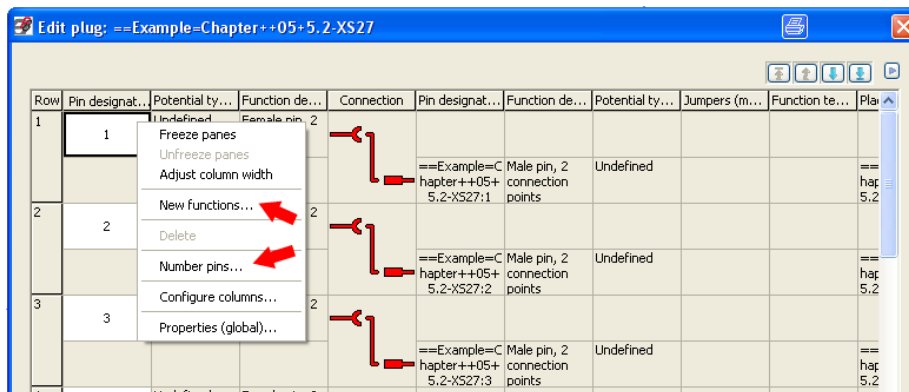 Edit plug: ==Example=Chapter++05+5.2-XS27
Row Pin designat... Potential ty... Function de... Connection Pin designat... Function de... Potential ty... Jumpers (m... Function te... Pla
1 1 Undefined Female pin, 2
Freeze panes
Unfreeze panes
Adjust column width
New functions...
Delete
Number pins...
Configure columns...
Properties (global)...
==Example=C Male pin, 2 Undefined ==
hapter++05+ connection hap
5.2-XS27:1 points 5.2
2 2 2
==Example=C Male pin, 2 Undefined ==
hapter++05+ connection hap
5.2-XS27:2 points 5.2
3 3 2
==Example=C Male pin, 2 Undefined ==
hapter++05+ connection hap
5.2-XS27:3 points 5.2